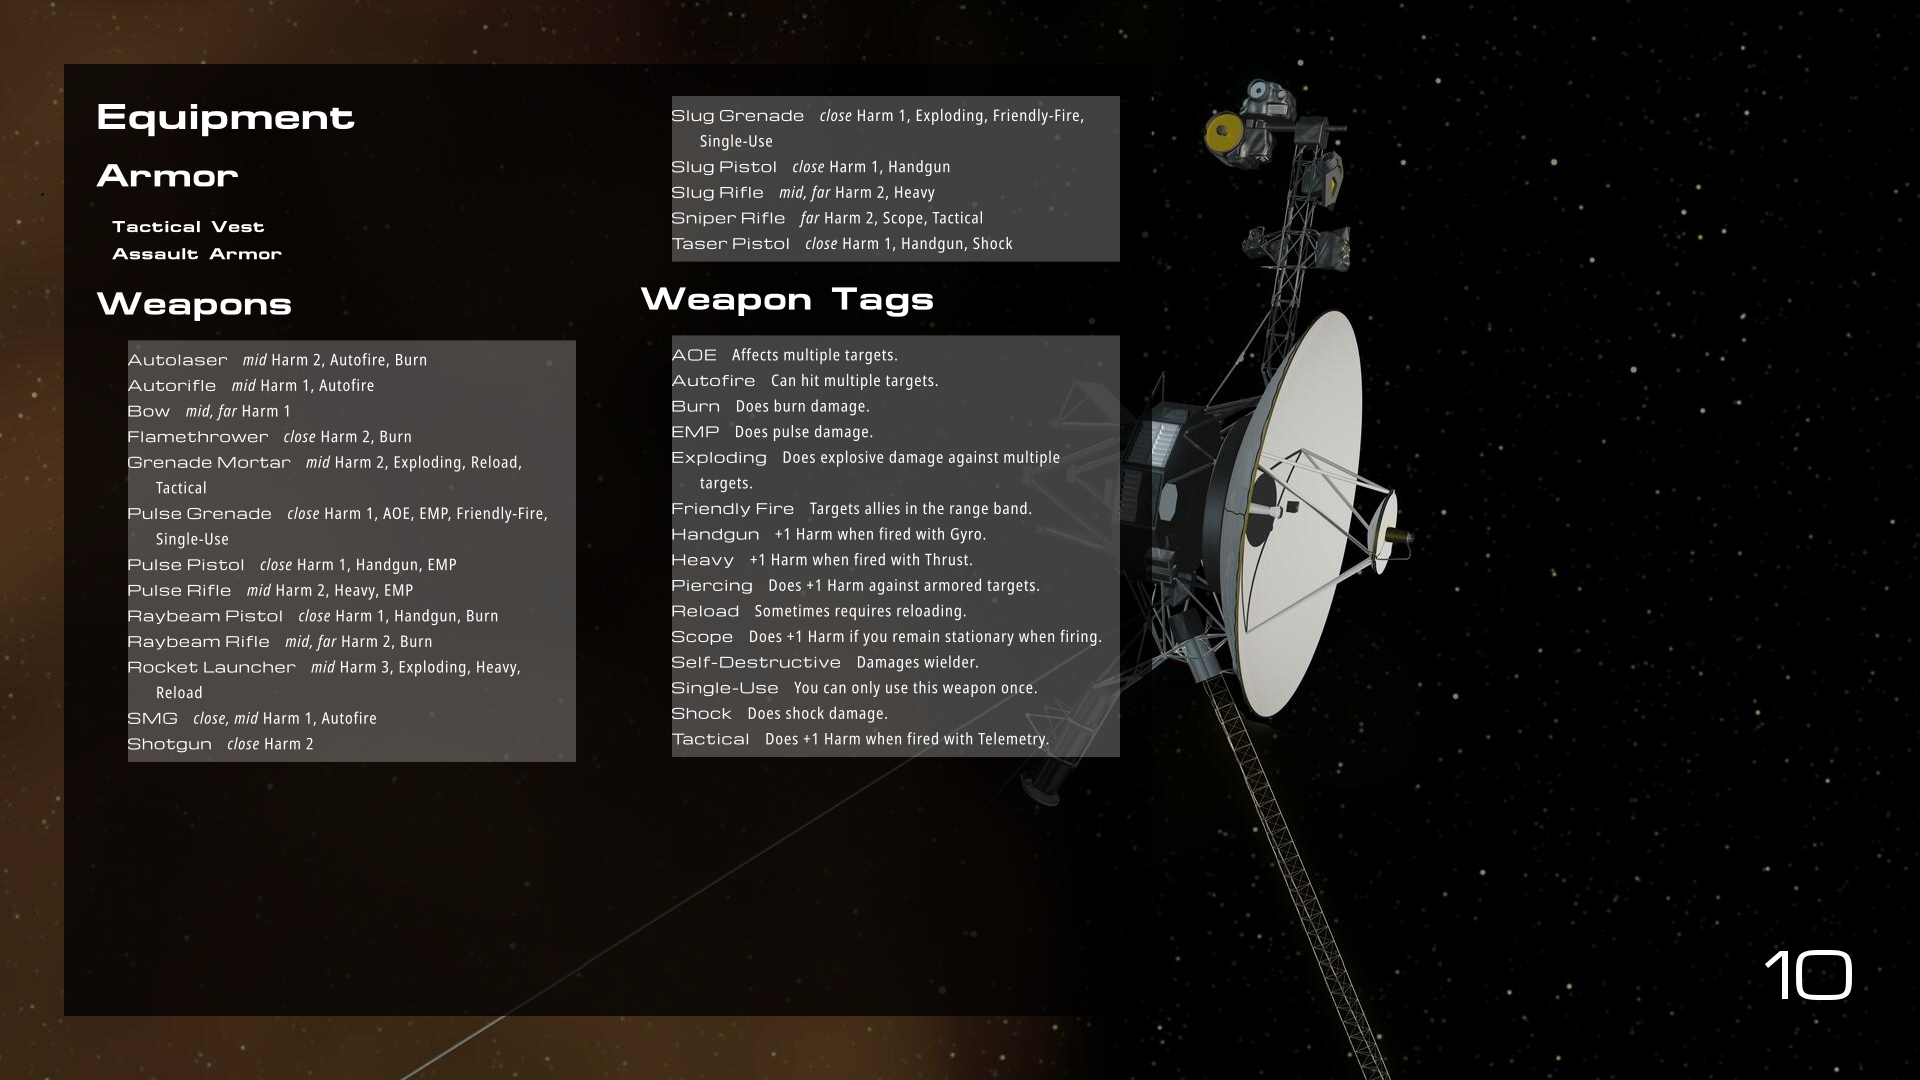 Equipment
Armor
Tactical Vest
Assault Armor
Weapons
Autolaser mid Harm 2, Autofire, Burn
Autorifle mid Harm 1, Autofire
Bow mid, far Harm 1
Flamethrower close Harm 2, Burn
Grenade Mortar mid Harm 2, Exploding, Reload,
Tactical
Pulse Grenade close Harm 1, AOE, EMP, Friendly-Fire,
Single-Use
Pulse Pistol close Harm 1, Handgun, EMP
Pulse Rifle mid Harm 2, Heavy, EMP
Raybeam Pistol close Harm 1, Handgun, Burn
Raybeam Rifle mid, far Harm 2, Burn
Rocket Launcher mid Harm 3, Exploding, Heavy,
Reload
SMG close, mid Harm 1, Autofire
Shotgun close Harm 2
Slug Grenade close Harm 1, Exploding, Friendly-Fire,
Single-Use
Slug Pistol close Harm 1, Handgun
Slug Rifle mid, far Harm 2, Heavy
Sniper Rifle far Harm 2, Scope, Tactical
Taser Pistol close Harm 1, Handgun, Shock
Weapon Tags
AOE Affects multiple targets.
Autofire Can hit multiple targets.
Burn Does burn damage.
EMP Does pulse damage.
Exploding Does explosive damage against multiple
targets.
Friendly Fire Targets allies in the range band.
Handgun +1 Harm when fired with Gyro.
Heavy +1 Harm when fired with Thrust.
Piercing Does +1 Harm against armored targets.
Reload Sometimes requires reloading.
Scope Does +1 Harm if you remain stationary when firing.
Self-Destructive Damages wielder.
Single-Use You can only use this weapon once.
Shock Does shock damage.
Tactical Does +1 Harm when fired with Telemetry.
10